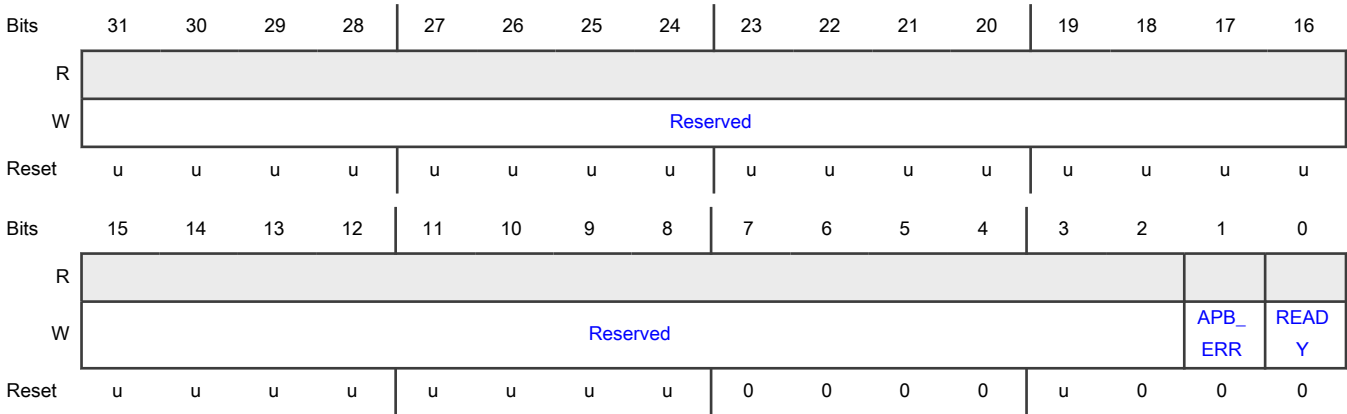 Bits 31 30 29 28 27 26 25 24 23 22 21 20 19 18 17 16
R
W Reserved
Reset u u u u u u u u u u u u u u u u
Bits 15 14 13 12 11 10 9 8 7 6 5 4 3 2 1 0
R
W Reserved APB_ READ
ERR Y
Reset u u u u u u u u 0 0 0 0 u 0 0 0